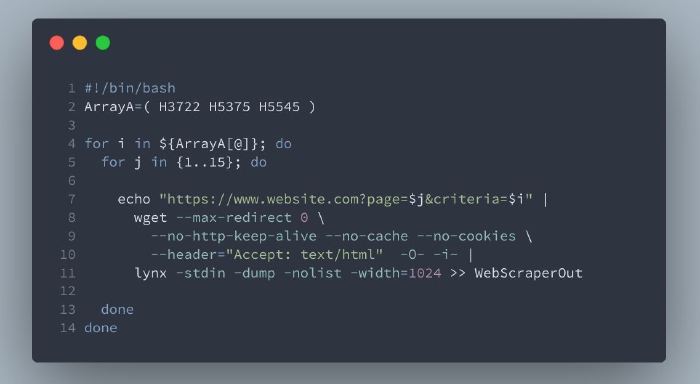 1 #!/bin/bash
2 ArrayA=( H3722 H5375 H5545 )
3
4 for i in ${ArrayA[@]}; do
5   for j in {1..15}; do
6
7     echo "https://www.website.com?page=$j&criteria=$i" |
8       wget --max-redirect 0 \
9         --no-http-keep-alive --no-cache --no-cookies \
10         --header="Accept: text/html"  -O- -i- |
11       lynx -stdin -dump -nolist -width=1024 >> WebScraperOut
12
13   done
14 done